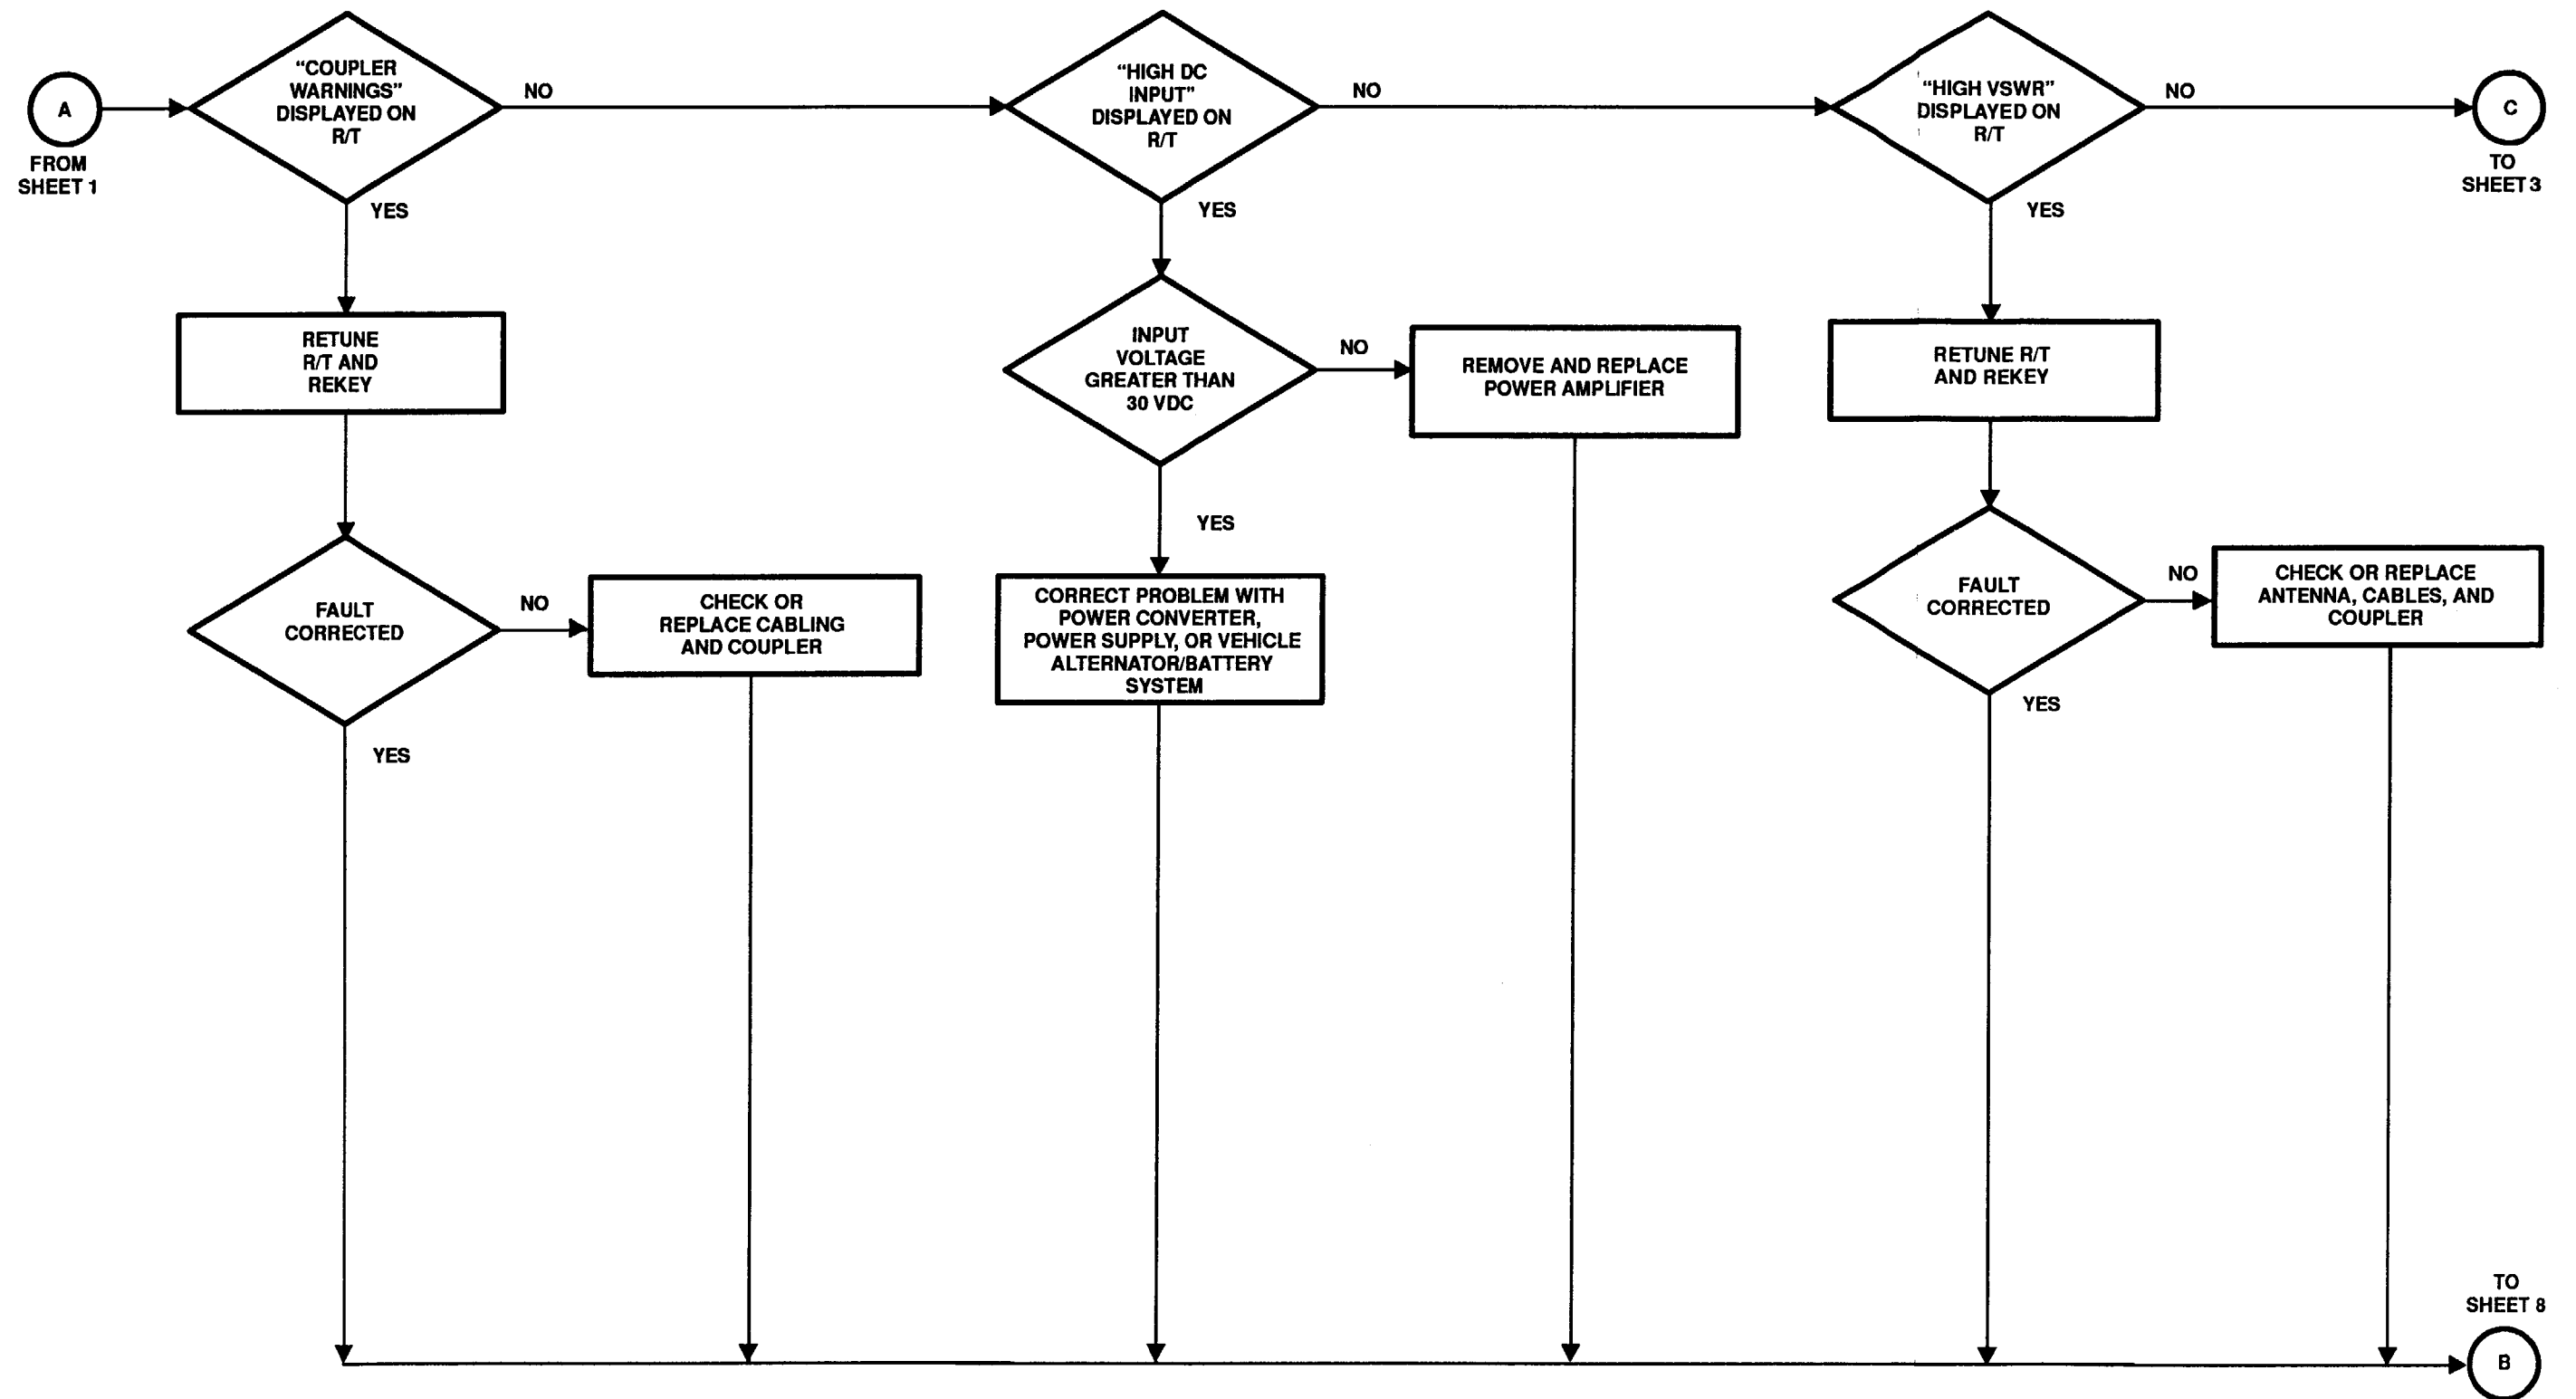 A
FROM
SHEET 1
“COUPLER
WARNINGS”
DISPLAYED ON
R/T
NO
YES
RETUNE
R/T AND
REKEY
FAULT
CORRECTED
NO
YES
CHECK OR
REPLACE CABLING
AND COUPLER
“HIGH DC
INPUT”
DISPLAYED ON
R/T
NO
YES
INPUT
VOLTAGE
GREATER THAN
30 VDC
NO
YES
REMOVE AND REPLACE
POWER AMPLIFIER
CORRECT PROBLEM WITH
POWER CONVERTER,
POWER SUPPLY, OR VEHICLE
ALTERNATOR/BATTERY
SYSTEM
“HIGH VSWR”
DISPLAYED ON
R/T
NO
YES
RETUNE R/T
AND REKEY
FAULT
CORRECTED
NO
YES
CHECK OR REPLACE
ANTENNA, CABLES, AND
COUPLER
C
TO
SHEET 3
TO
SHEET 8
B